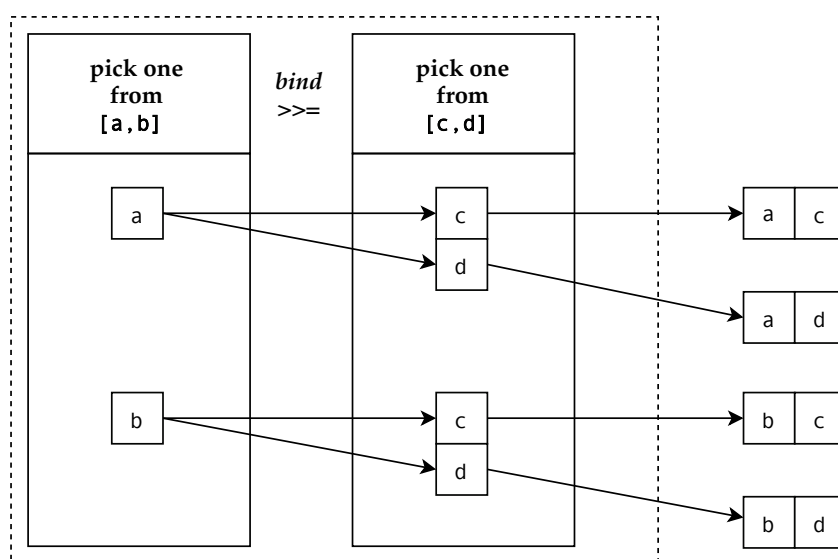 pick one
from
[a,b]
bind
>>=
pick one
from
[c,d]
a
c
a c
d
a d
b
c
b c
d
b d